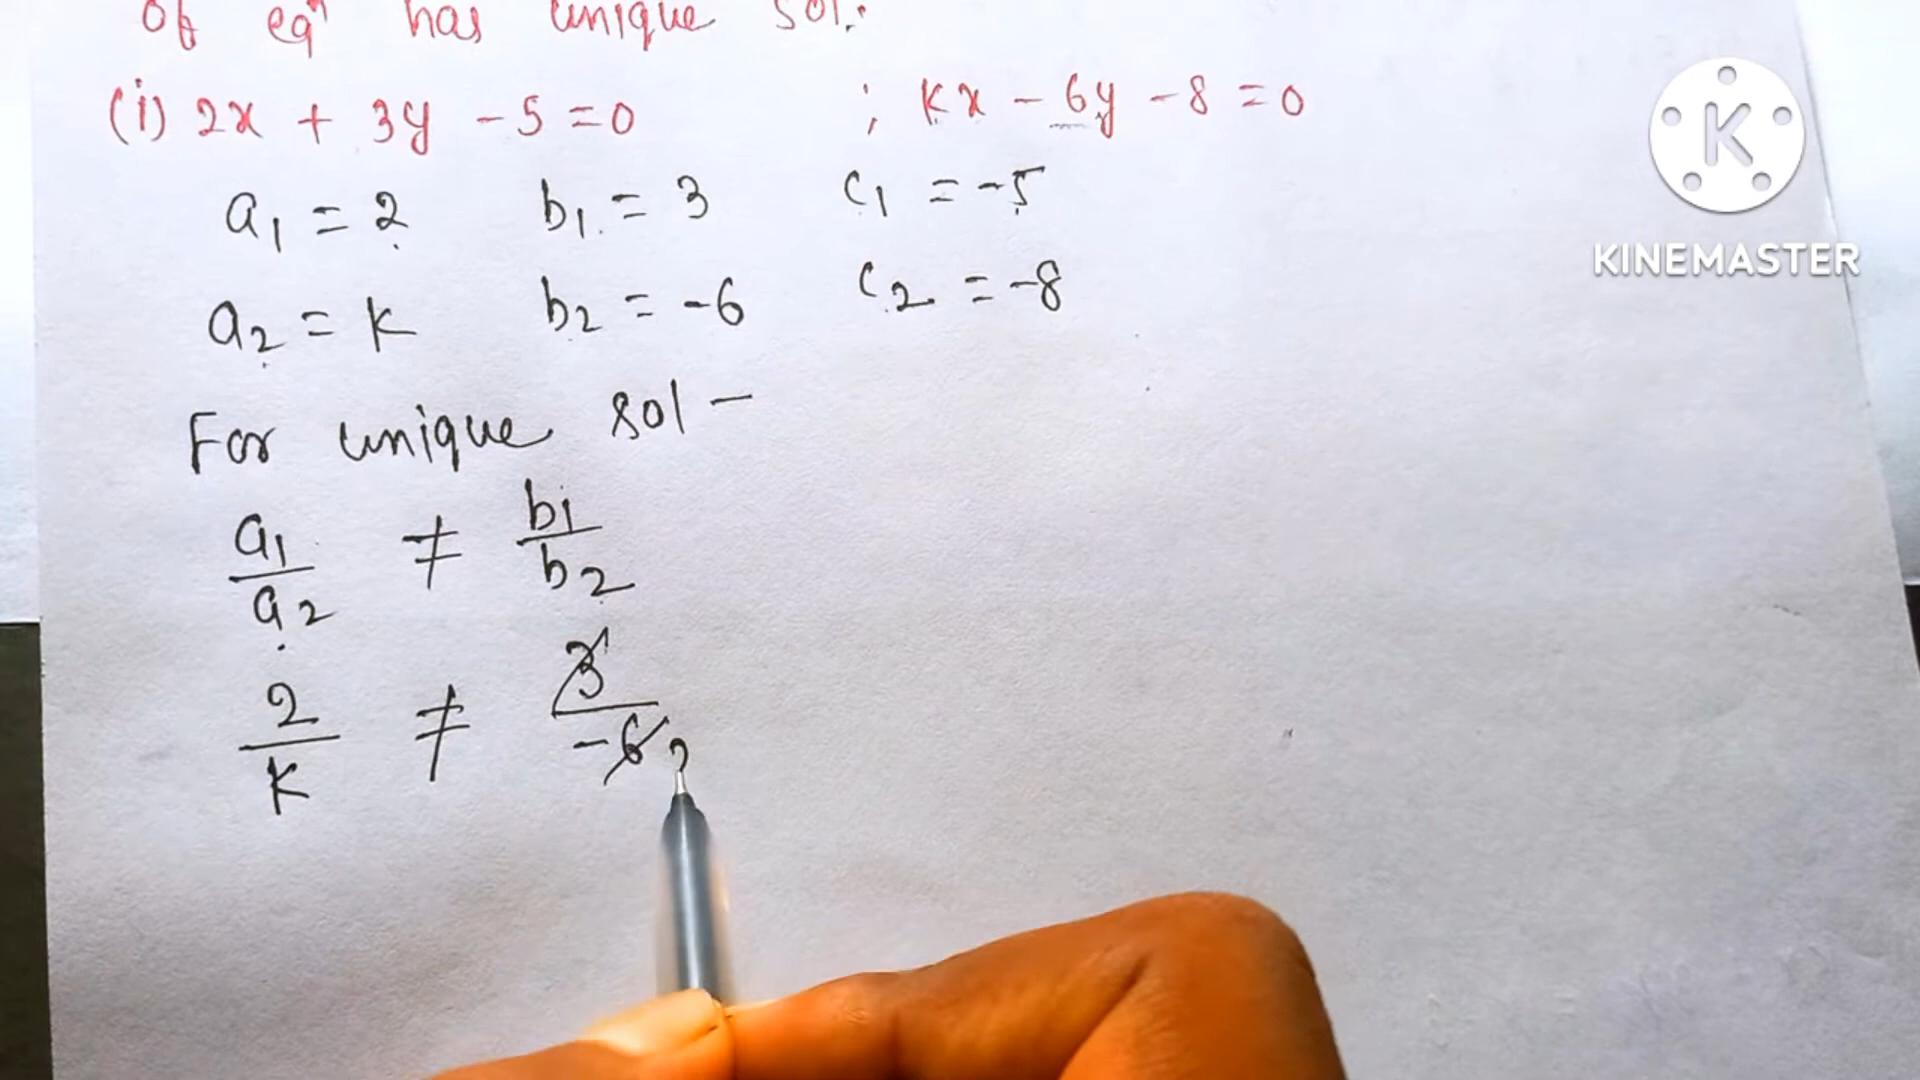 of eqⁿ has unique sol.
(i) 2x + 3y - 5 = 0 ; kx - 6y - 8 = 0
a₁ = 2 b₁ = 3 c₁ = -5
a₂ = k b₂ = -6 c₂ = -8
For unique sol -
a₁/a₂ ≠ b₁/b₂
2/k ≠ 3/-6 2
K
KINEMASTER